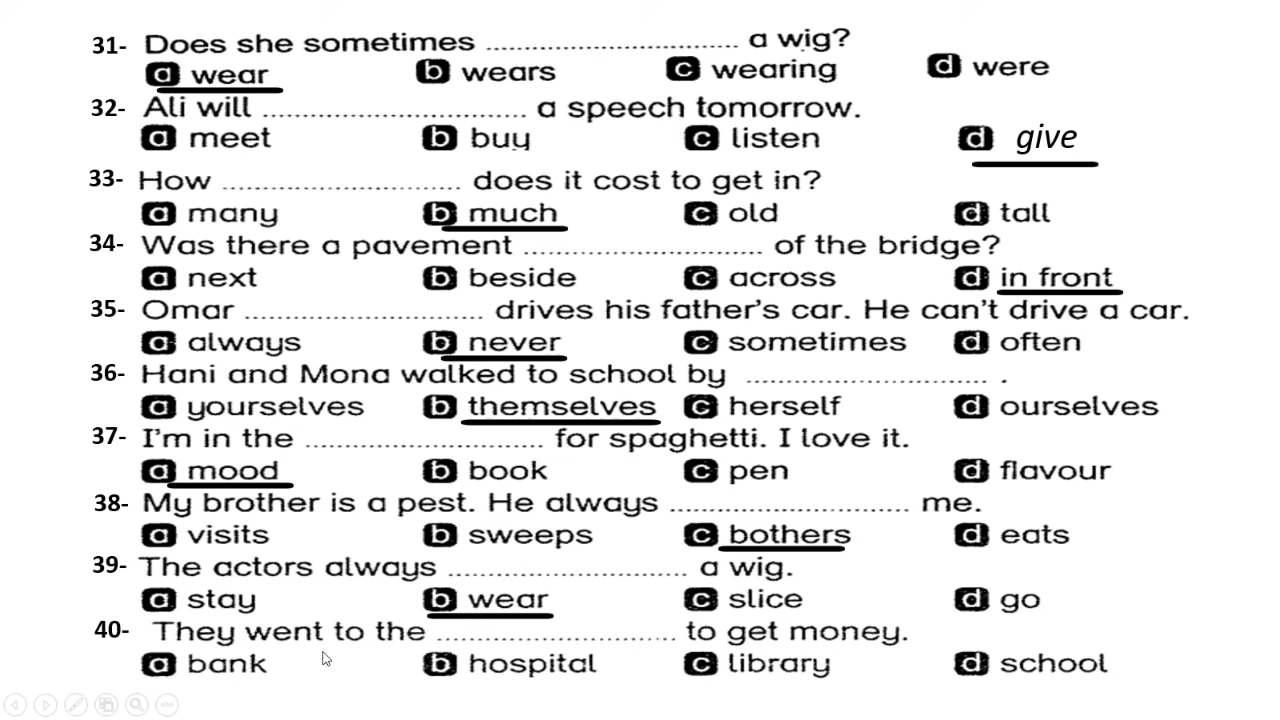 31- Does she sometimes ................................ a wig?
a wear b wears c wearing d were
32- Ali will ................................ a speech tomorrow.
a meet b buy c listen d give
33- How ................................ does it cost to get in?
a many b much c old d tall
34- Was there a pavement ................................ of the bridge?
a next b beside c across d in front
35- Omar ................................ drives his father's car. He can't drive a car.
a always b never c sometimes d often
36- Hani and Mona walked to school by ................................ .
a yourselves b themselves c herself d ourselves
37- I'm in the ................................ for spaghetti. I love it.
a mood b book c pen d flavour
38- My brother is a pest. He always ................................ me.
a visits b sweeps c bothers d eats
39- The actors always ................................ a wig.
a stay b wear c slice d go
40- They went to the ................................ to get money.
a bank b hospital c library d school